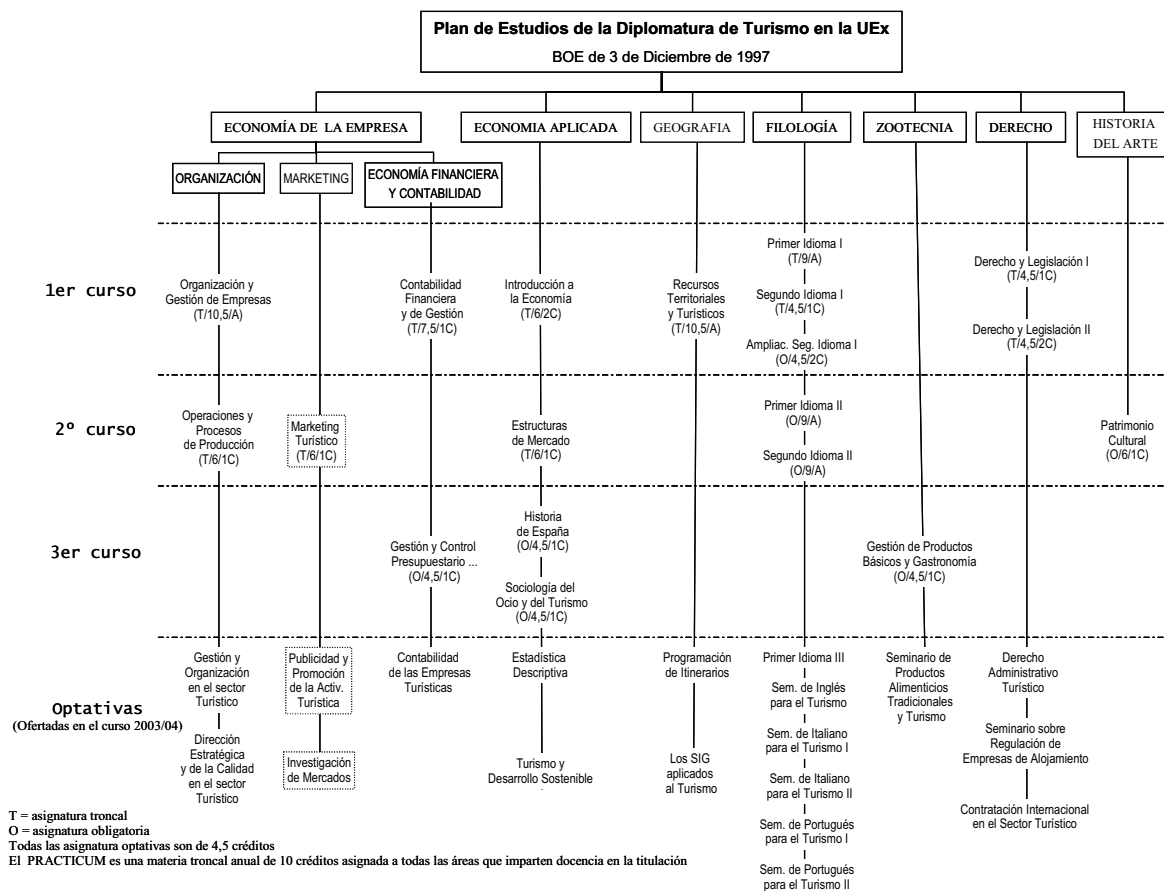 Plan de Estudios de la Diplomatura de Turismo en la UEx
BOE de 3 de Diciembre de 1997
ECONOMÍA DE LA EMPRESA
ECONOMIA APLICADA
GEOGRAFIA
FILOLOGÍA
ZOOTECNIA
DERECHO
HISTORIA
DEL ARTE
ORGANIZACIÓN
MARKETING
ECONOMÍA FINANCIERA
Y CONTABILIDAD
1er curso
Organización y
Gestión de Empresas
(T/10,5/A)
Contabilidad
Financiera
y de Gestión
(T/7,5/1C)
Introducción a
la Economía
(T/6/2C)
Recursos
Territoriales
y Turísticos
(T/10,5/A)
Primer Idioma I
(T/9/A)
Segundo Idioma I
(T/4,5/1C)
Ampliac. Seg. Idioma I
(O/4,5/2C)
Derecho y Legislación I
(T/4,5/1C)
Derecho y Legislación II
(T/4,5/2C)
2º curso
Operaciones y
Procesos
de Producción
(T/6/1C)
Marketing
Turístico
(T/6/1C)
Estructuras
de Mercado
(T/6/1C)
Primer Idioma II
(O/9/A)
Segundo Idioma II
(O/9/A)
Patrimonio
Cultural
(O/6/1C)
3er curso
Gestión y Control
Presupuestario ...
(O/4,5/1C)
Historia
de España
(O/4,5/1C)
Sociología del
Ocio y del Turismo
(O/4,5/1C)
Gestión de Productos
Básicos y Gastronomía
(O/4,5/1C)
Optativas
(Ofertadas en el curso 2003/04)
Gestión y
Organización
en el sector
Turístico
Dirección
Estratégica
y de la Calidad
en el sector
Turístico
Publicidad y
Promoción
de la Activ.
Turística
Investigación
de Mercados
Contabilidad
de las Empresas
Turísticas
Estadística
Descriptiva
Turismo y
Desarrollo Sostenible
Programación
de Itinerarios
Los SIG
aplicados
al Turismo
Primer Idioma III
Sem. de Inglés
para el Turismo
Sem. de Italiano
para el Turismo I
Sem. de Italiano
para el Turismo II
Sem. de Portugués
para el Turismo I
Sem. de Portugués
para el Turismo II
Seminario de
Productos
Alimenticios
Tradicionales
y Turismo
Derecho
Administrativo
Turístico
Seminario sobre
Regulación de
Empresas de Alojamiento
Contratación Internacional
en el Sector Turístico
T = asignatura troncal
O = asignatura obligatoria
Todas las asignatura optativas son de 4,5 créditos
El PRACTICUM es una materia troncal anual de 10 créditos asignada a todas las áreas que imparten docencia en la titulación